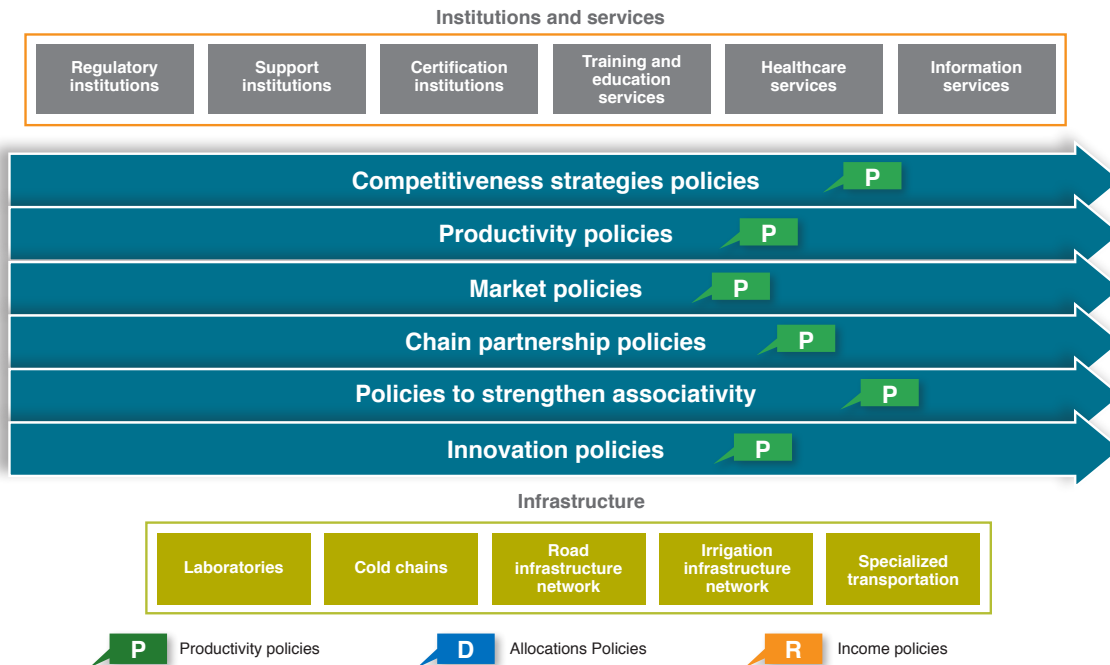 Institutions and services
Regulatory
institutions
Support
institutions
Certification
institutions
Training and
education
services
Healthcare
services
Information
services
Competitiveness strategies policies P
Productivity policies P
Market policies P
Chain partnership policies P
Policies to strengthen associativity P
Innovation policies P
Infrastructure
Laboratories
Cold chains
Road
infrastructure
network
Irrigation
infrastructure
network
Specialized
transportation
P Productivity policies
D Allocations Policies
R Income policies